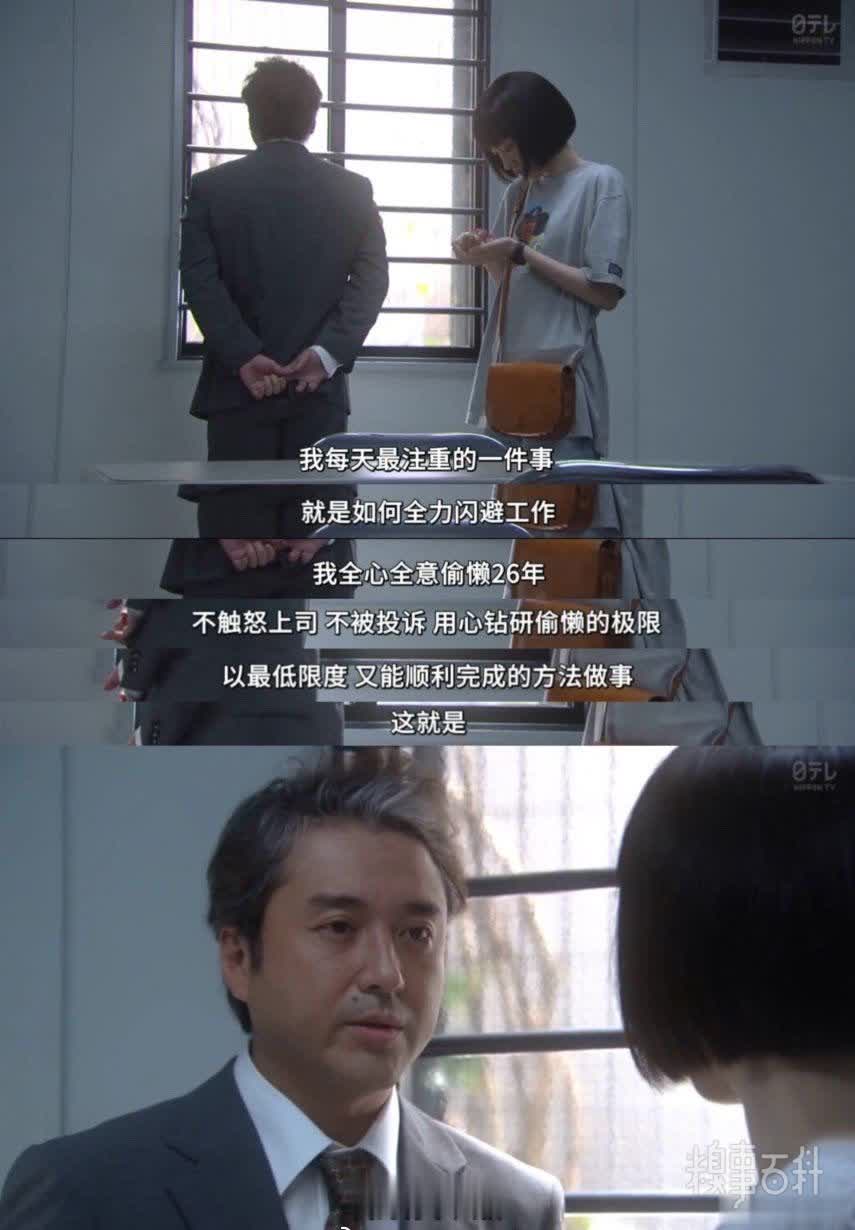 日テレ
NIPPON TV
我每天最注重的一件事
就是如何全力闪避工作
我全心全意偷懒26年
不触怒上司 不被投诉 用心钻研偷懒的极限
以最低限度 又能顺利完成的方法做事
这就是
日テレ
NIPPON TV
糗事百科